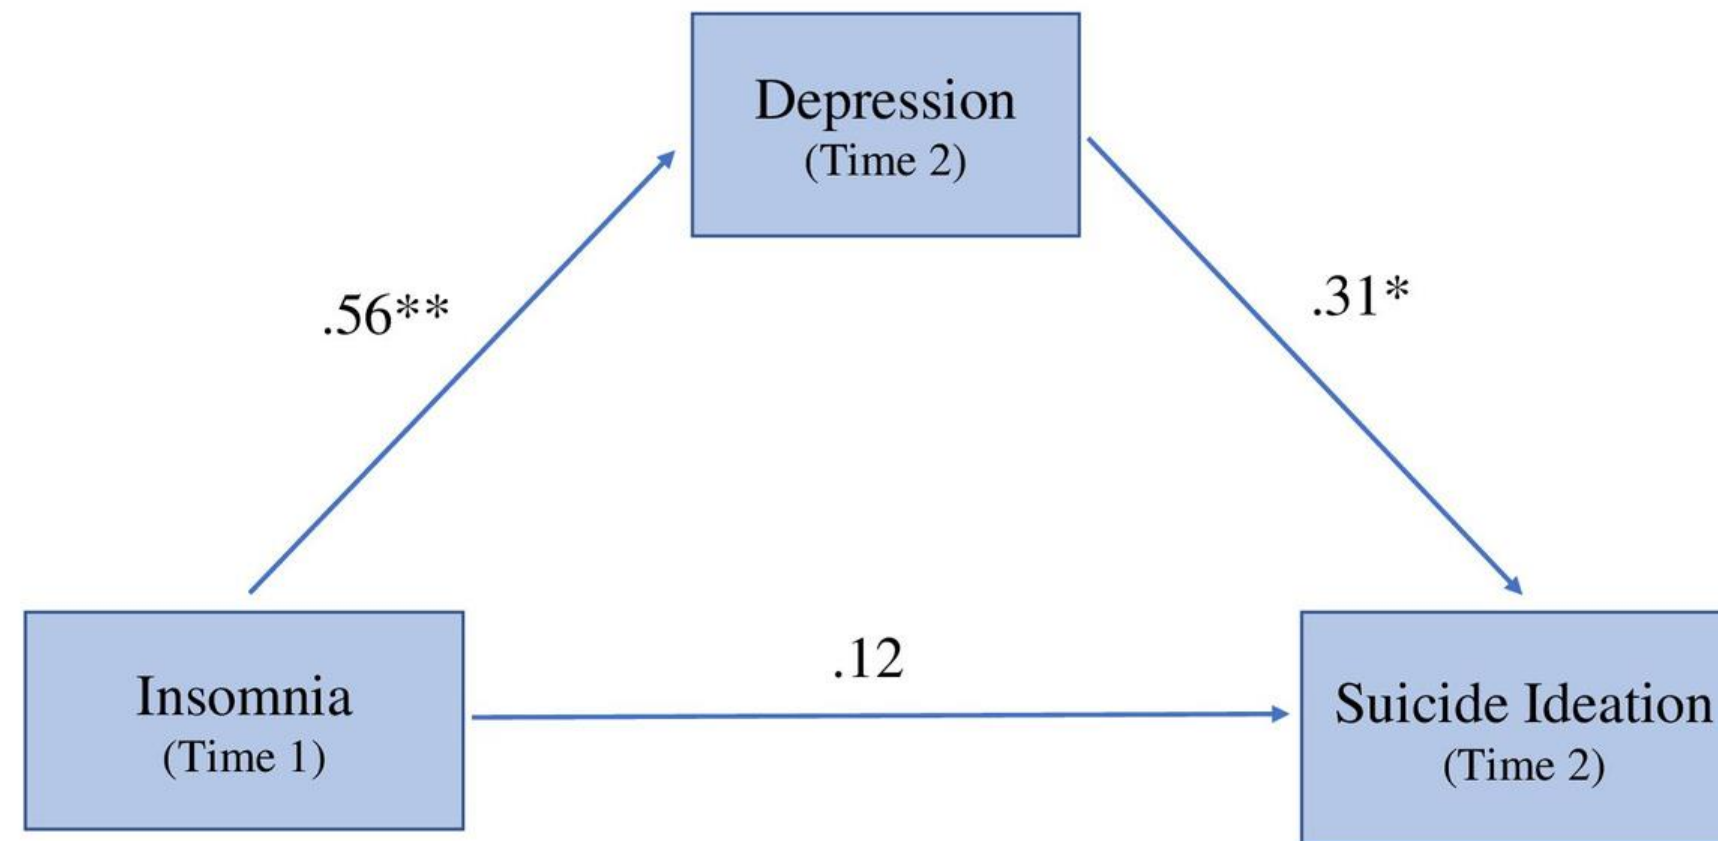 Depression
(Time 2)
.56**
.31*
.12
Insomnia
(Time 1)
Suicide Ideation
(Time 2)